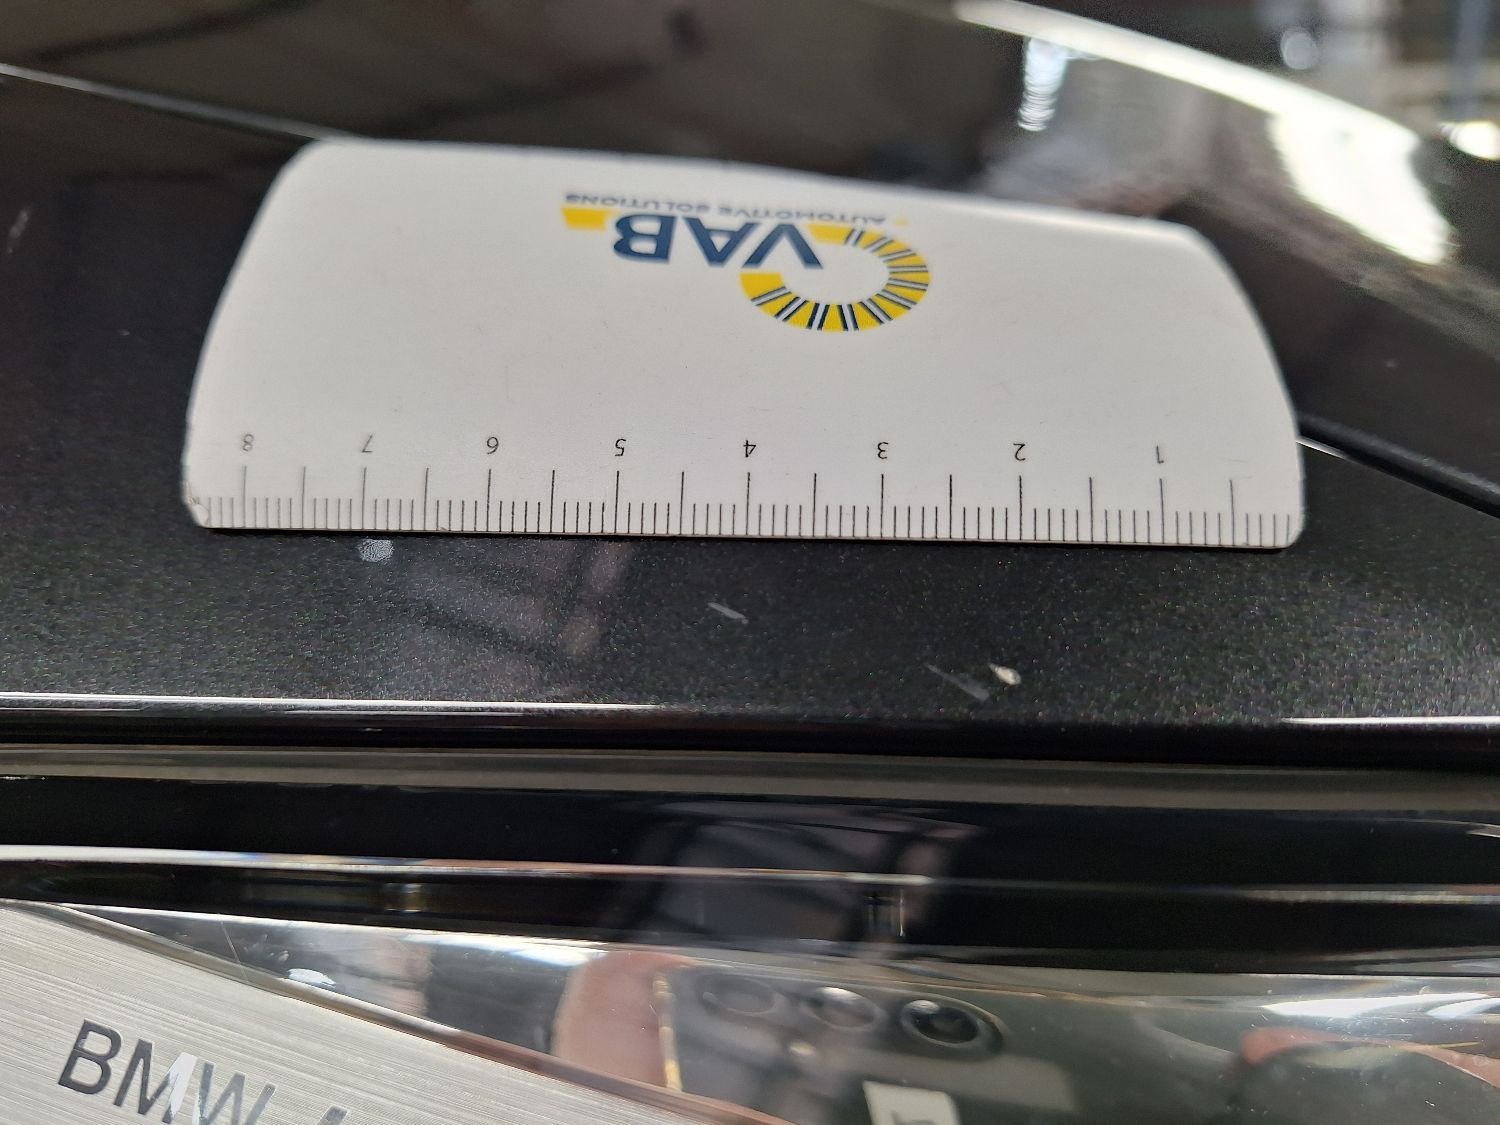 AUTOMOTIVE SOLUTIONS
VAB
8 7 6 5 4 3 2 1
BMW